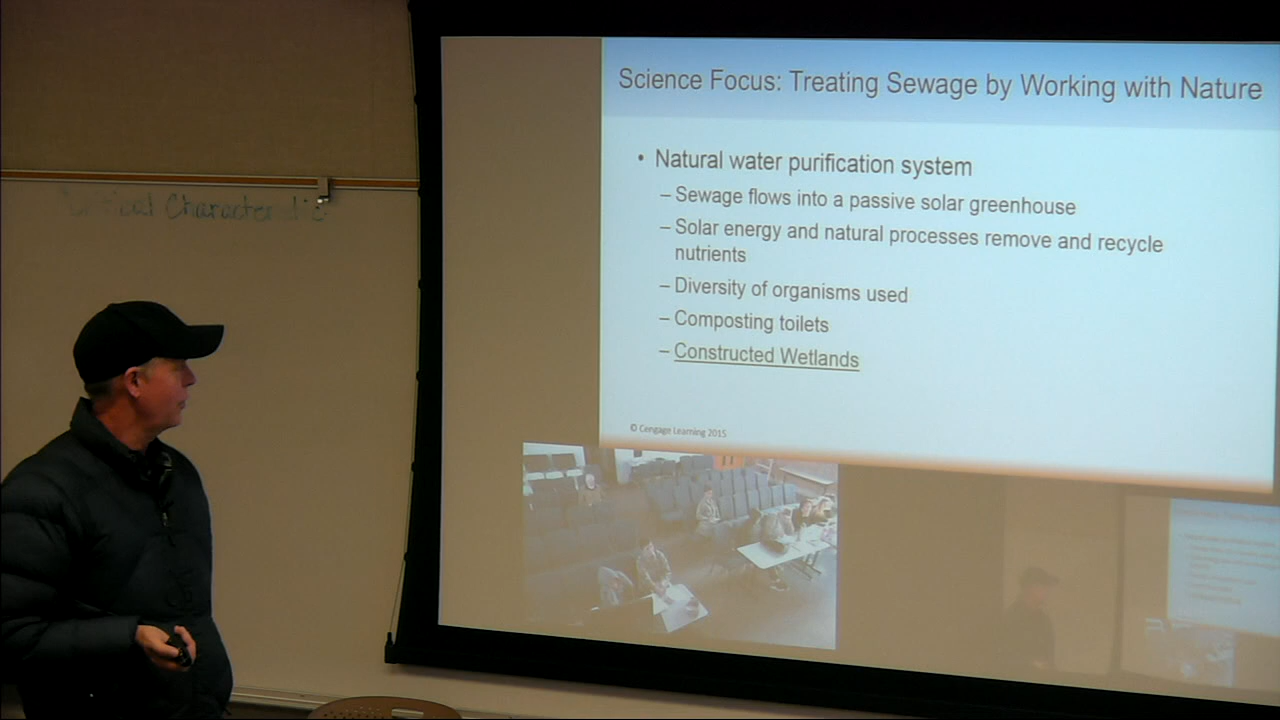 Science Focus: Treating Sewage by Working with Nature
• Natural water purification system
– Sewage flows into a passive solar greenhouse
– Solar energy and natural processes remove and recycle
nutrients
– Diversity of organisms used
– Composting toilets
– Constructed Wetlands
© Cengage Learning 2015